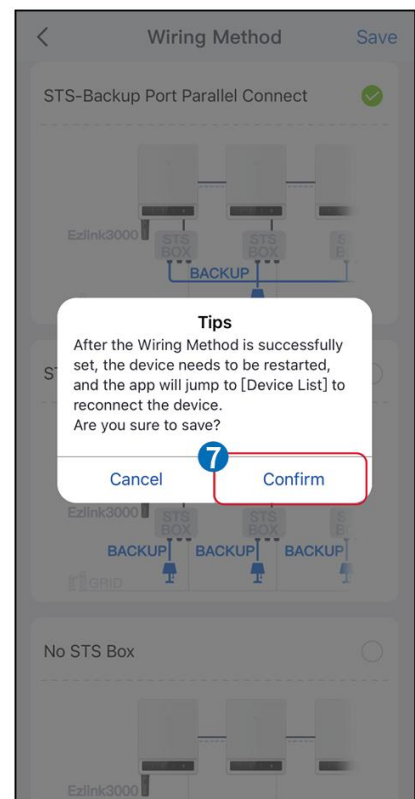 < Wiring Method Save
STS-Backup Port Parallel Connect
Ezlink3000
STS
BOX
STS
BOX
S
B
BACKUP
Tips
After the Wiring Method is successfully
set, the device needs to be restarted,
and the app will jump to [Device List] to
reconnect the device.
Are you sure to save?
7
Cancel Confirm
Ezlink3000
STS
BOX
STS
BOX
S
B
BACKUP BACKUP BACKUP
GRID
No STS Box
Ezlink3000